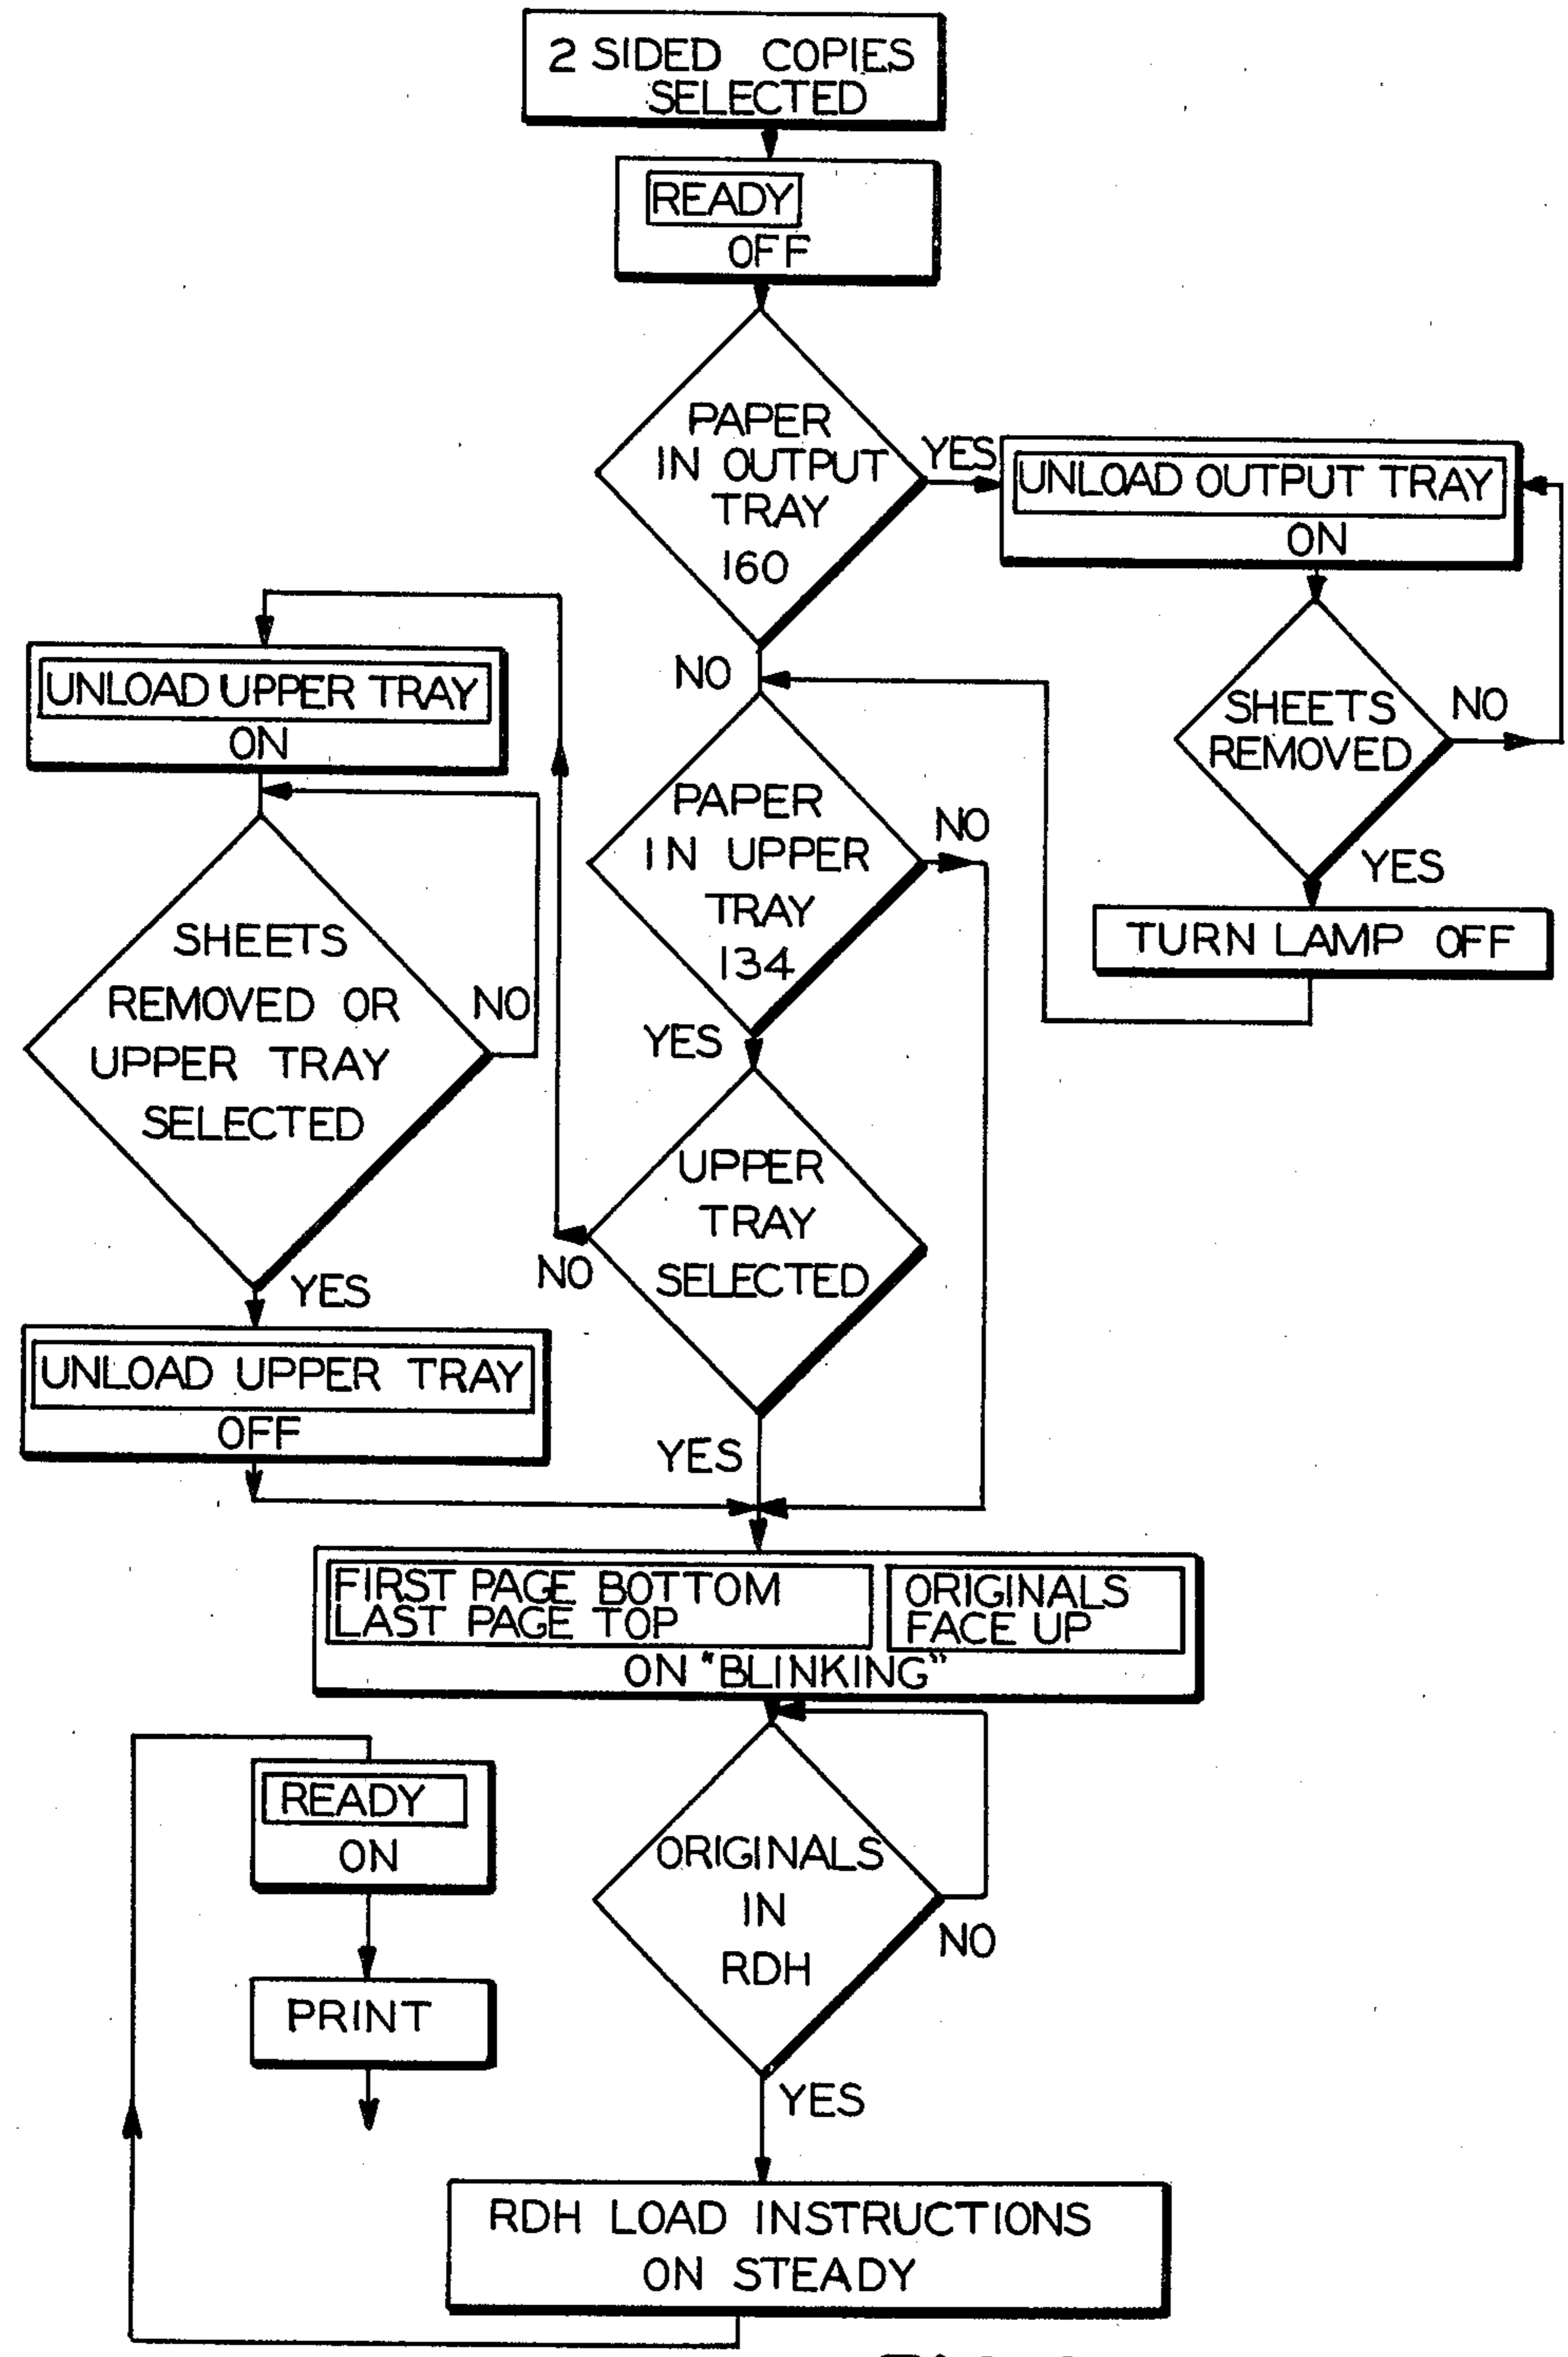 2 SIDED COPIES
SELECTED
READY
OFF
PAPER
IN OUTPUT
TRAY
160
YES
UNLOAD OUTPUT TRAY
ON
SHEETS
REMOVED
NO
YES
TURN LAMP OFF
NO
PAPER
IN UPPER
TRAY
134
NO
YES
UPPER
TRAY
SELECTED
NO
YES
UNLOAD UPPER TRAY
ON
SHEETS
REMOVED OR
UPPER TRAY
SELECTED
NO
YES
UNLOAD UPPER TRAY
OFF
FIRST PAGE BOTTOM
LAST PAGE TOP
ORIGINALS
FACE UP
ON "BLINKING"
ORIGINALS
IN
RDH
NO
YES
RDH LOAD INSTRUCTIONS
ON STEADY
READY
ON
PRINT